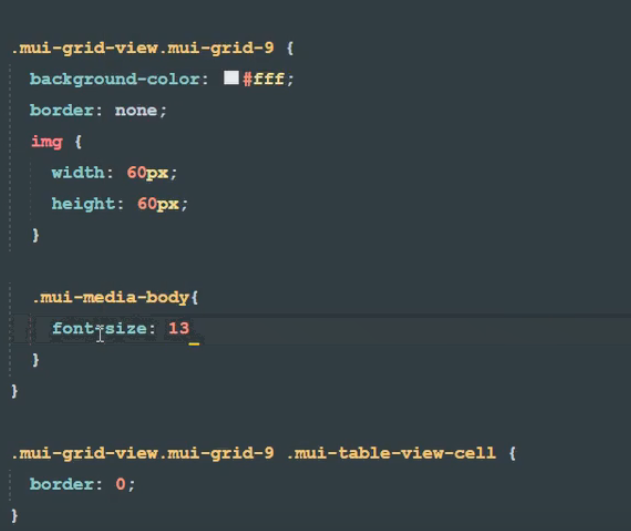 .mui-grid-view.mui-grid-9 {
background-color: #fff;
border: none;
img {
width: 60px;
height: 60px;
}
.mui-media-body{
font-size: 13
}
}
.mui-grid-view.mui-grid-9 .mui-table-view-cell {
border: 0;
}